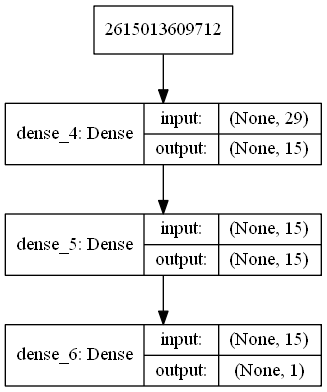 2615013609712
dense_4: Dense
input: (None, 29)
output: (None, 15)
dense_5: Dense
input: (None, 15)
output: (None, 15)
dense_6: Dense
input: (None, 15)
output: (None, 1)